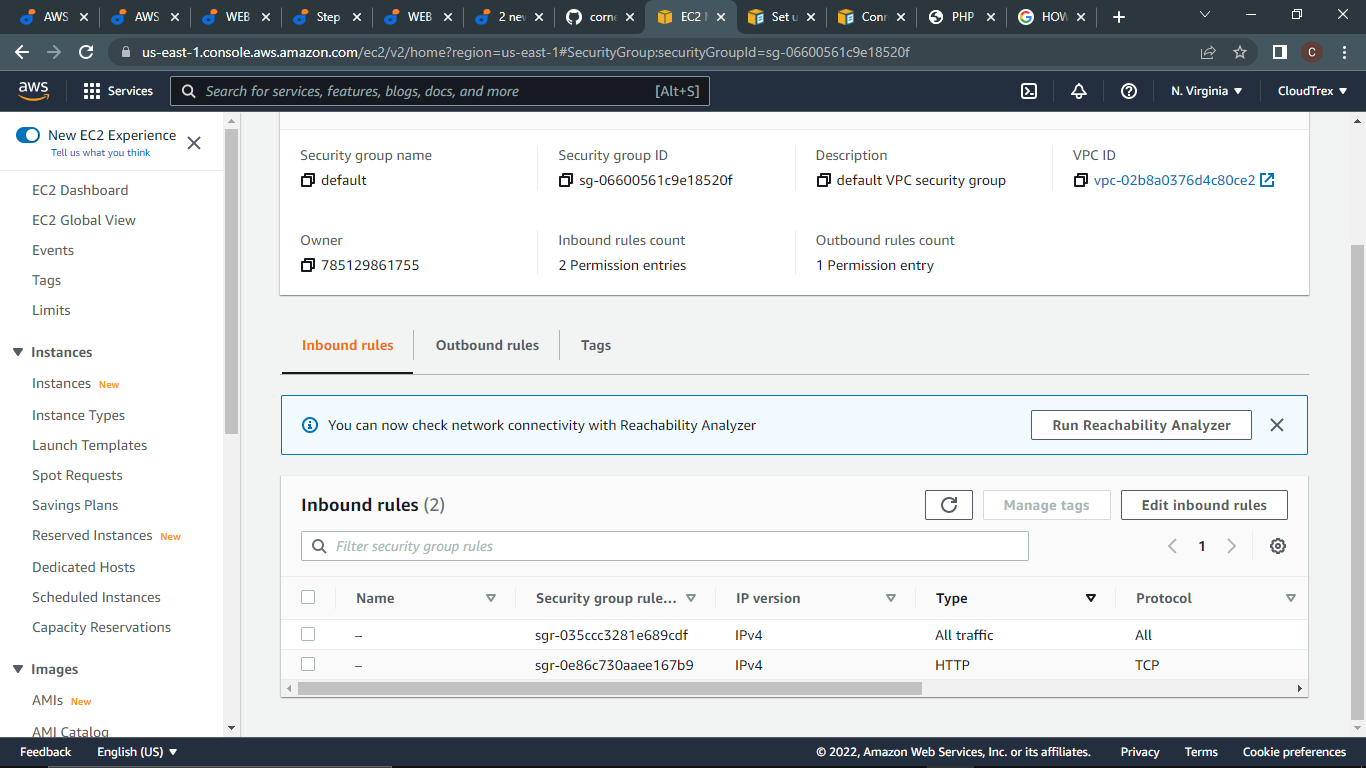 AWS
AWS
WEB
Step
WEB
2 nev
corne
EC2 M
Set u
Conn
PHP
HOW
us-east-1.console.aws.amazon.com/ec2/v2/home?region=us-east-1#SecurityGroup:securityGroupId=sg-06600561c9e18520f
C
aws
Services
Search for services, features, blogs, docs, and more
[Alt+S]
N. Virginia
CloudTrex
New EC2 Experience
Tell us what you think
EC2 Dashboard
EC2 Global View
Events
Tags
Limits
Instances
Instances New
Instance Types
Launch Templates
Spot Requests
Savings Plans
Reserved Instances New
Dedicated Hosts
Scheduled Instances
Capacity Reservations
Images
AMIs New
AMI Catalog
Security group name
default
Security group ID
sg-06600561c9e18520f
Description
default VPC security group
VPC ID
vpc-02b8a0376d4c80ce2
Owner
785129861755
Inbound rules count
2 Permission entries
Outbound rules count
1 Permission entry
Inbound rules
Outbound rules
Tags
You can now check network connectivity with Reachability Analyzer
Run Reachability Analyzer
Inbound rules (2)
Manage tags
Edit inbound rules
Filter security group rules
1
Name Security group rule... IP version Type Protocol
– sgr-035ccc3281e689cdf IPv4 All traffic All
– sgr-0e86c730aaee167b9 IPv4 HTTP TCP
Feedback
English (US)
© 2022, Amazon Web Services, Inc. or its affiliates.
Privacy
Terms
Cookie preferences